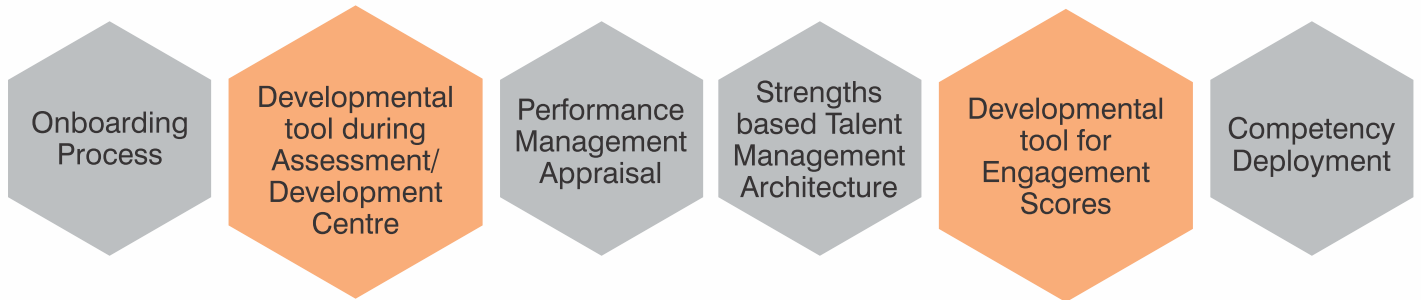 Onboarding
Process
Developmental
tool during
Assessment/
Development
Centre
Performance
Management
Appraisal
Strengths
based Talent
Management
Architecture
Developmental
tool for
Engagement
Scores
Competency
Deployment